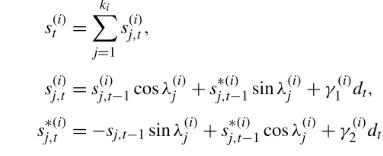 $s_t^{(i)} = \sum_{j=1}^{k_i} s_{j,t}^{(i)},$
$s_{j,t}^{(i)} = s_{j,t-1}^{(i)} \cos \lambda_j^{(i)} + s_{j,t-1}^{*(i)} \sin \lambda_j^{(i)} + \gamma_1^{(i)} d_t,$
$s_{j,t}^{*(i)} = -s_{j,t-1} \sin \lambda_j^{(i)} + s_{j,t-1}^{*(i)} \cos \lambda_j^{(i)} + \gamma_2^{(i)} d_t$